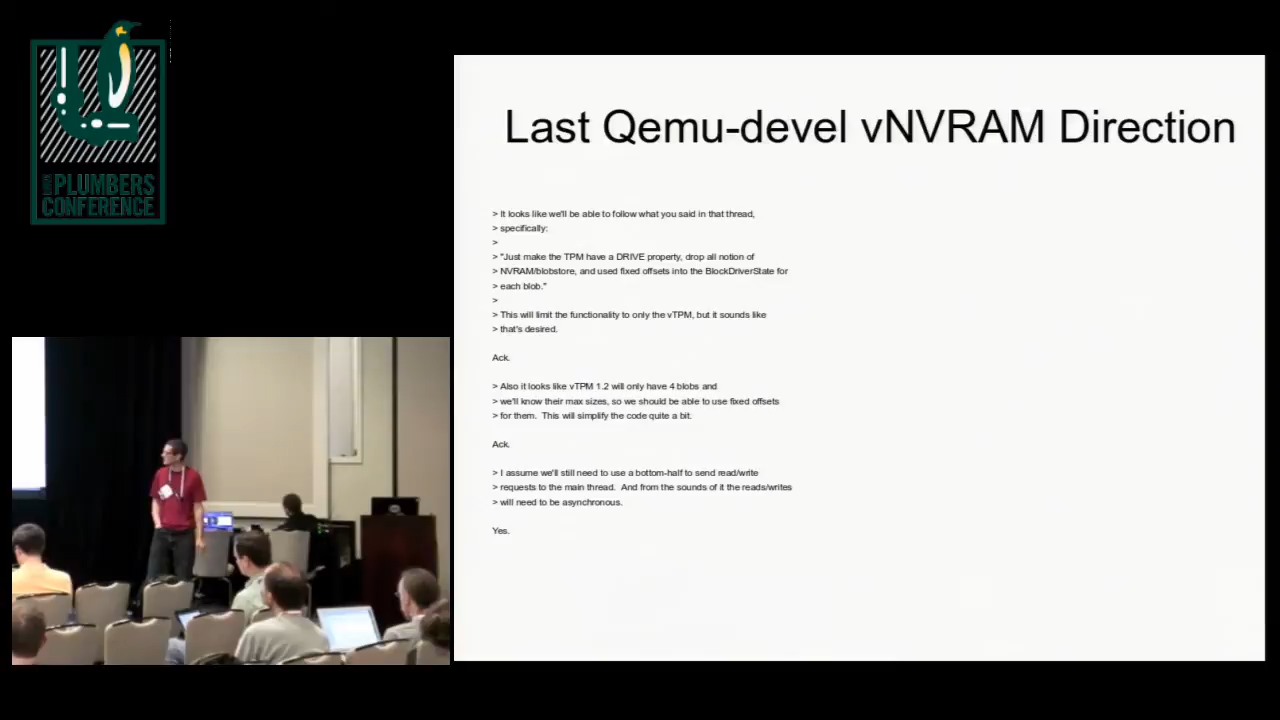 PLUMBERS
CONFERENCE
Last Qemu-devel vNVRAM Direction
> It looks like we'll be able to follow what you said in that thread,
> specifically:
>
> "Just make the TPM have a DRIVE property, drop all notion of
> NVRAM/blobstore, and used fixed offsets into the BlockDriverState for
> each blob."
>
> This will limit the functionality to only the vTPM, but it sounds like
> that's desired.
Ack.
> Also it looks like vTPM 1.2 will only have 4 blobs and
> we'll know their max sizes, so we should be able to use fixed offsets
> for them.  This will simplify the code quite a bit.
Ack.
> I assume we'll still need to use a bottom-half to send read/write
> requests to the main thread.  And from the sounds of it the reads/writes
> will need to be asynchronous.
Yes.